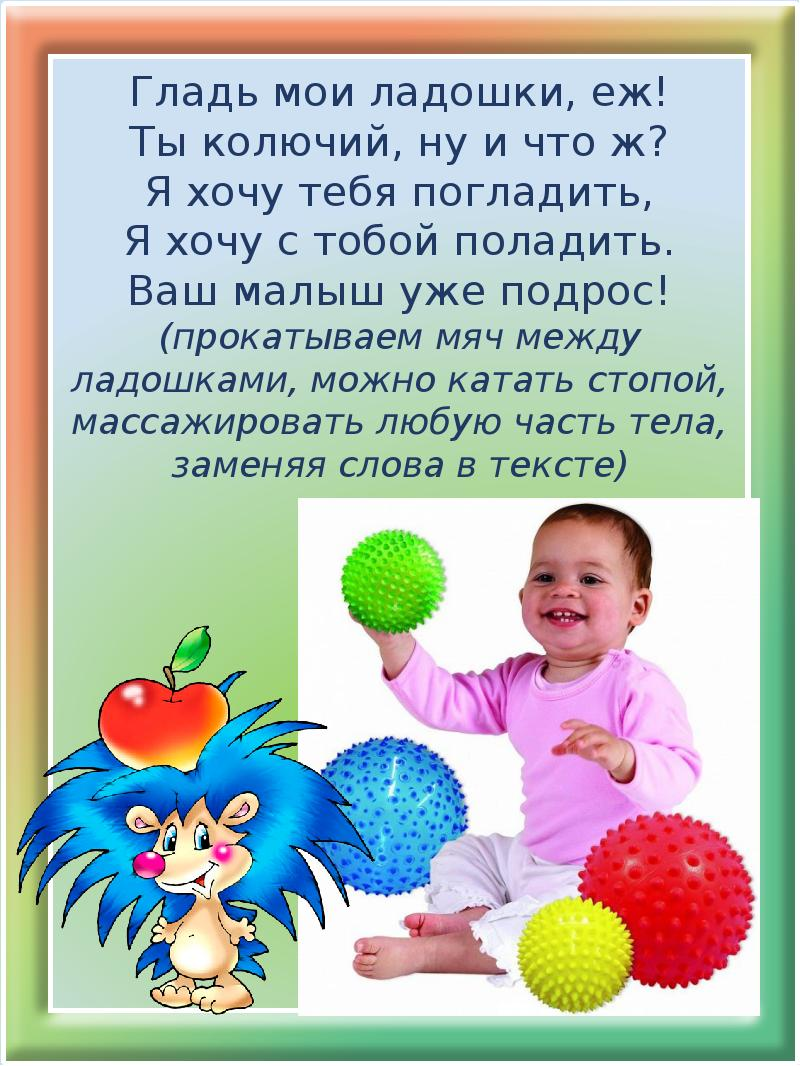 Гладь мои ладошки, еж!
Ты колючий, ну и что ж?
Я хочу тебя погладить,
Я хочу с тобой поладить.
Ваш малыш уже подрос!
(прокатываем мяч между
ладошками, можно катать стопой,
массажировать любую часть тела,
заменяя слова в тексте)